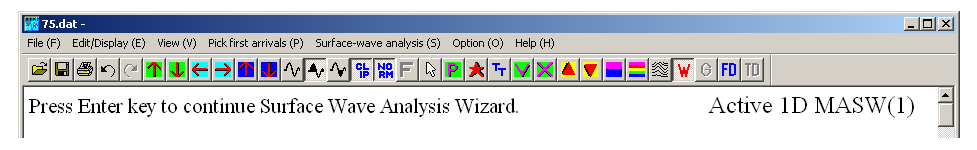 75.dat -
File (F) Edit/Display (E) View (V) Pick first arrivals (P) Surface-wave analysis (S) Option (O) Help (H)
CL IP NO RM F P TT W G FD TD
Press Enter key to continue Surface Wave Analysis Wizard. Active 1D MASW(1)